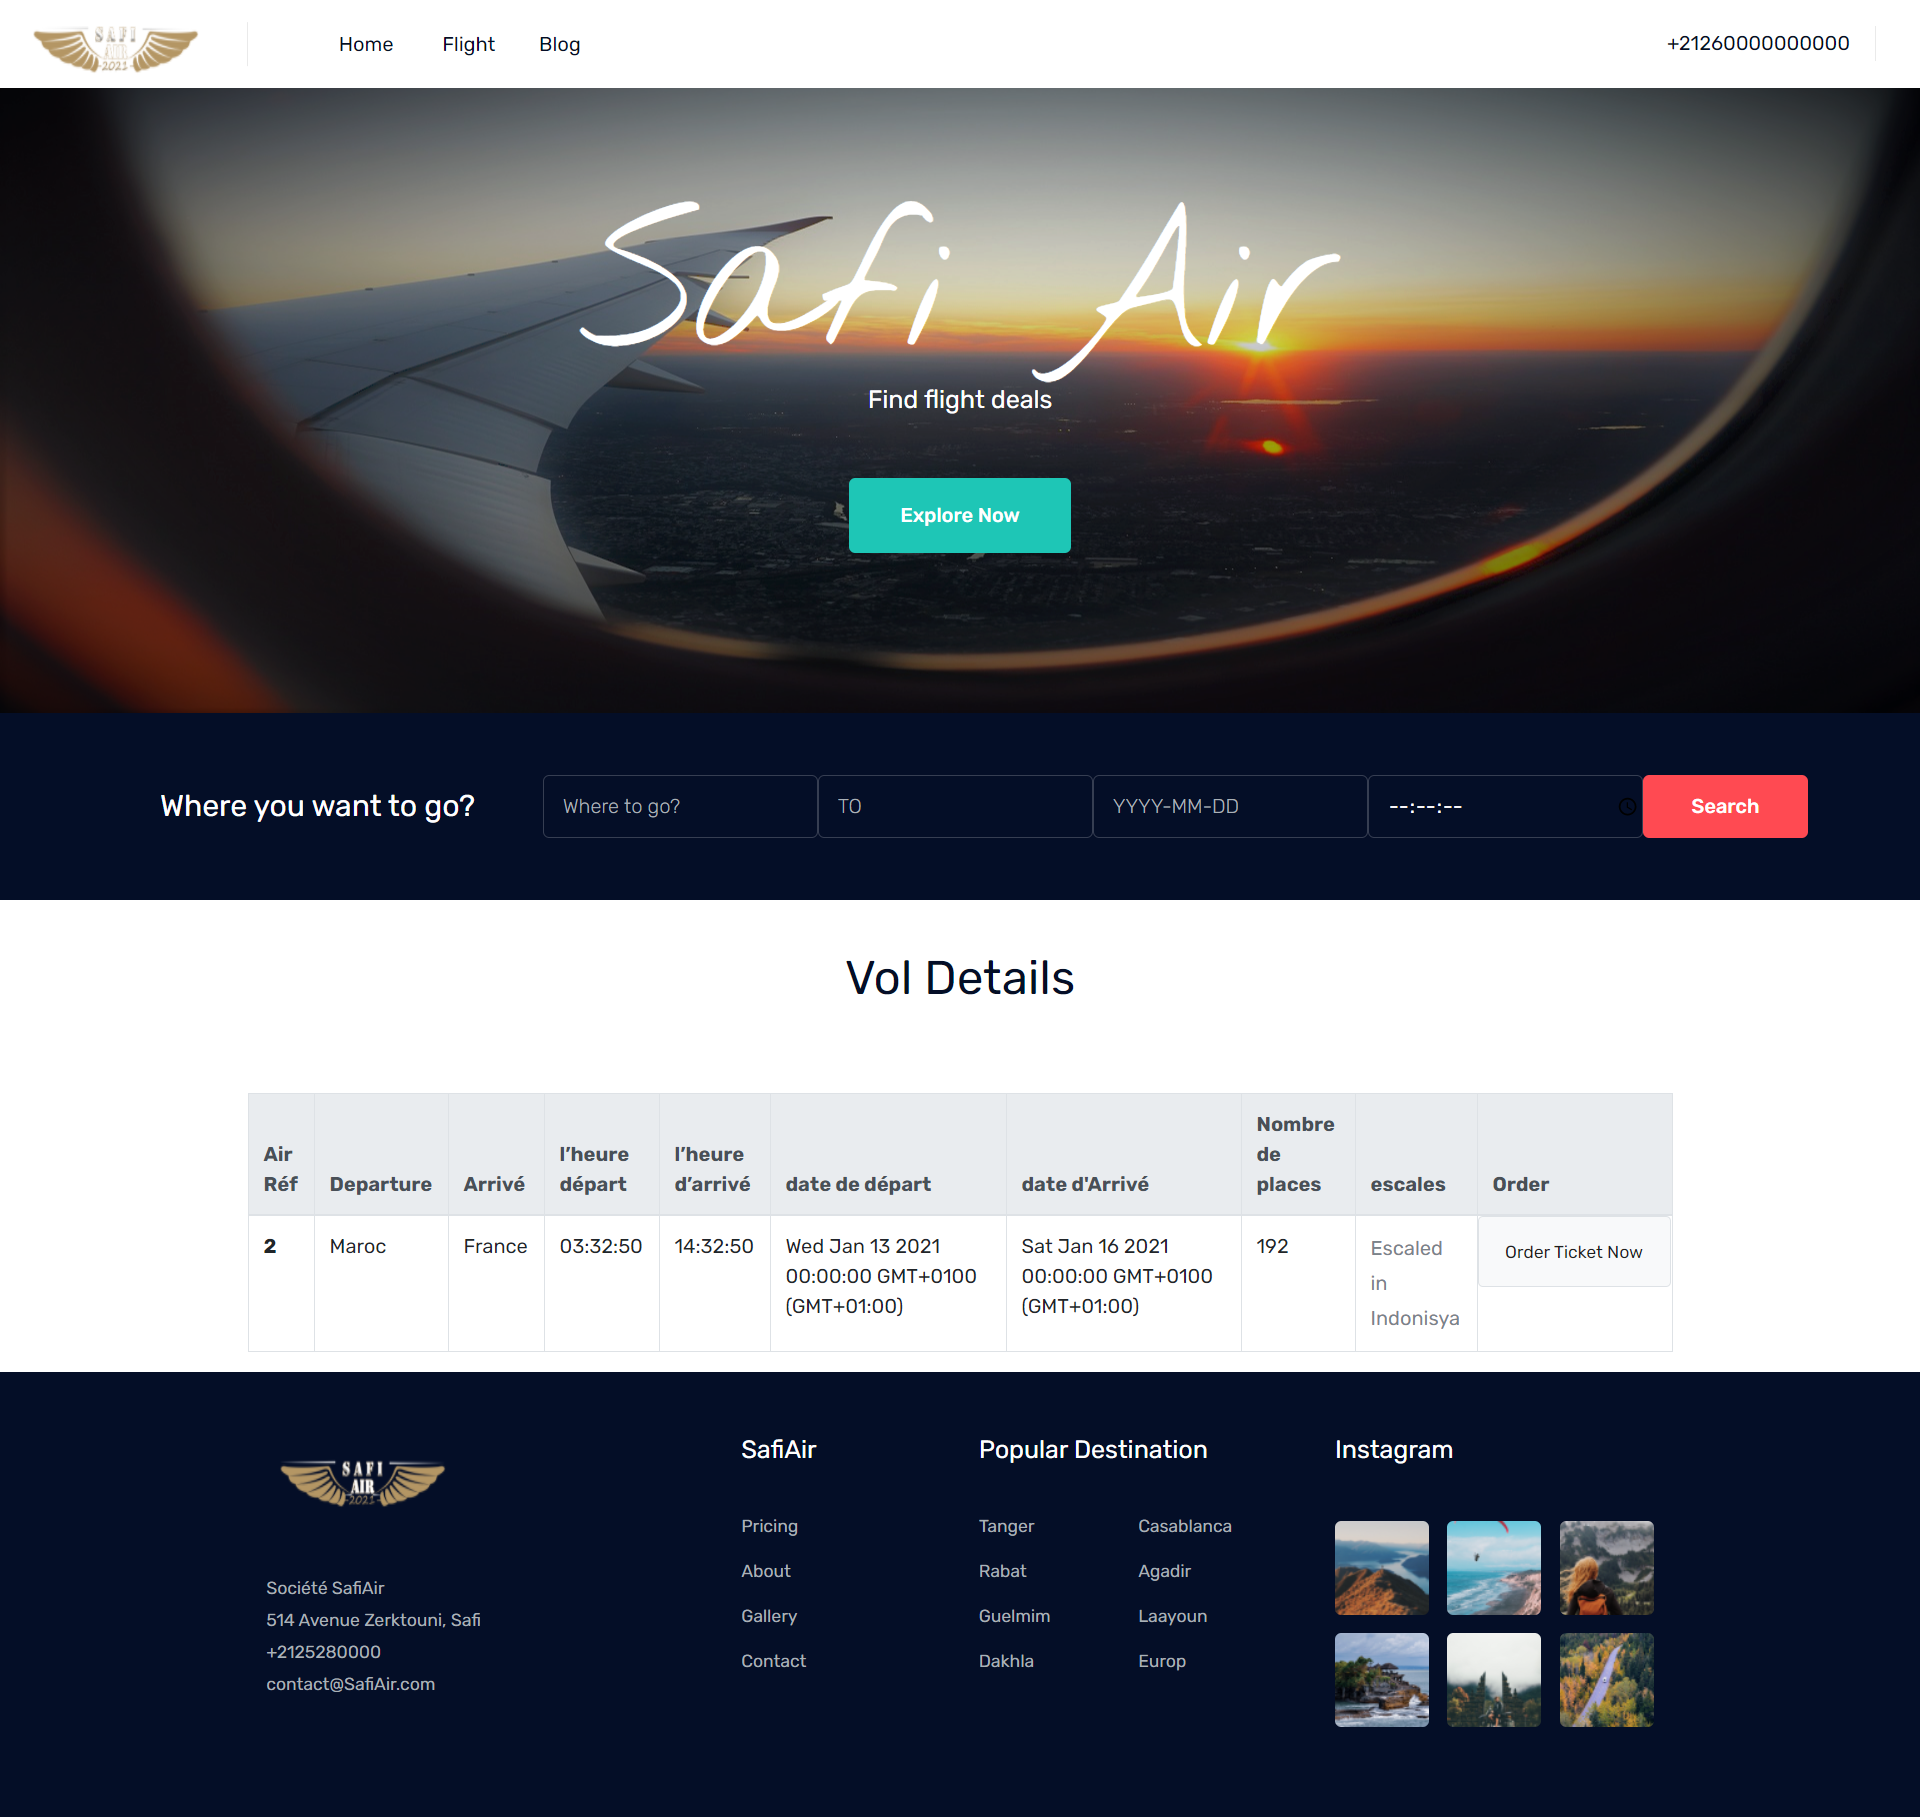 SAFI
AIR
2021
Home Flight Blog +21260000000000
Safi Air
Find flight deals
Explore Now
Where you want to go? Where to go? TO YYYY-MM-DD --:--:-- Search
Vol Details
Air Réf Departure Arrivé l’heure départ l’heure d’arrivé date de départ date d'Arrivé Nombre de places escales Order
2 Maroc France 03:32:50 14:32:50 Wed Jan 13 2021 00:00:00 GMT+0100 (GMT+01:00) Sat Jan 16 2021 00:00:00 GMT+0100 (GMT+01:00) 192 Escaled in Indonisya Order Ticket Now
SAFI
AIR
2021
Société SafiAir
514 Avenue Zerktouni, Safi
+2125280000
contact@SafiAir.com
SafiAir
Pricing
About
Gallery
Contact
Popular Destination
Tanger Casablanca
Rabat Agadir
Guelmim Laayoun
Dakhla Europ
Instagram